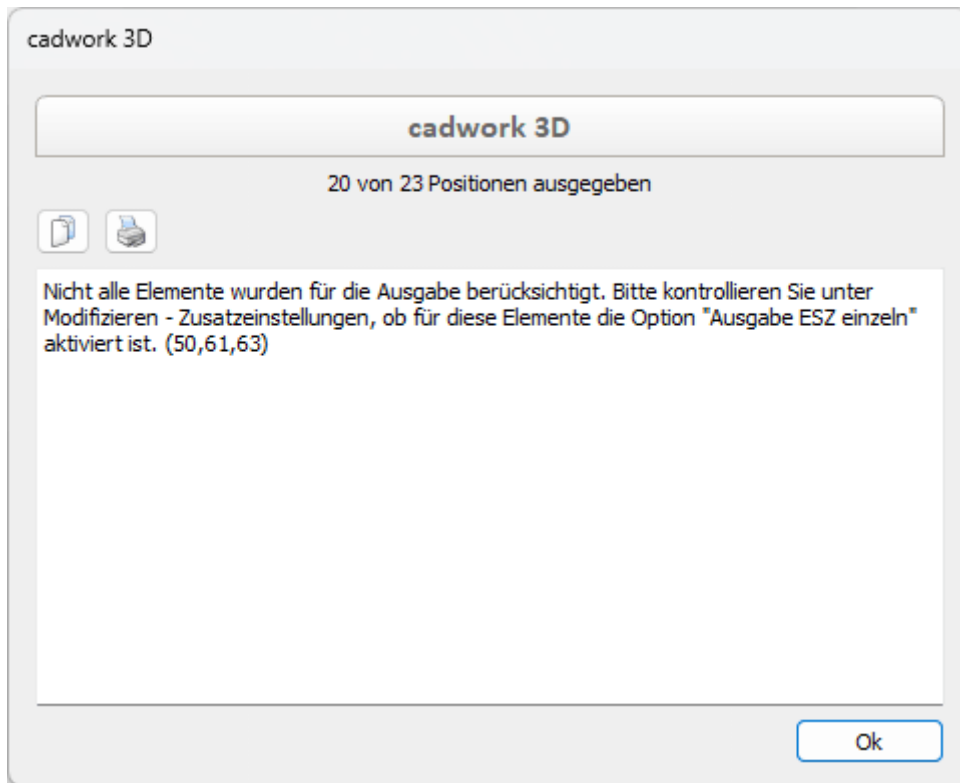 cadwork 3D
cadwork 3D
20 von 23 Positionen ausgegeben
Nicht alle Elemente wurden für die Ausgabe berücksichtigt. Bitte kontrollieren Sie unter
Modifizieren - Zusatzeinstellungen, ob für diese Elemente die Option "Ausgabe ESZ einzeln"
aktiviert ist. (50,61,63)
Ok